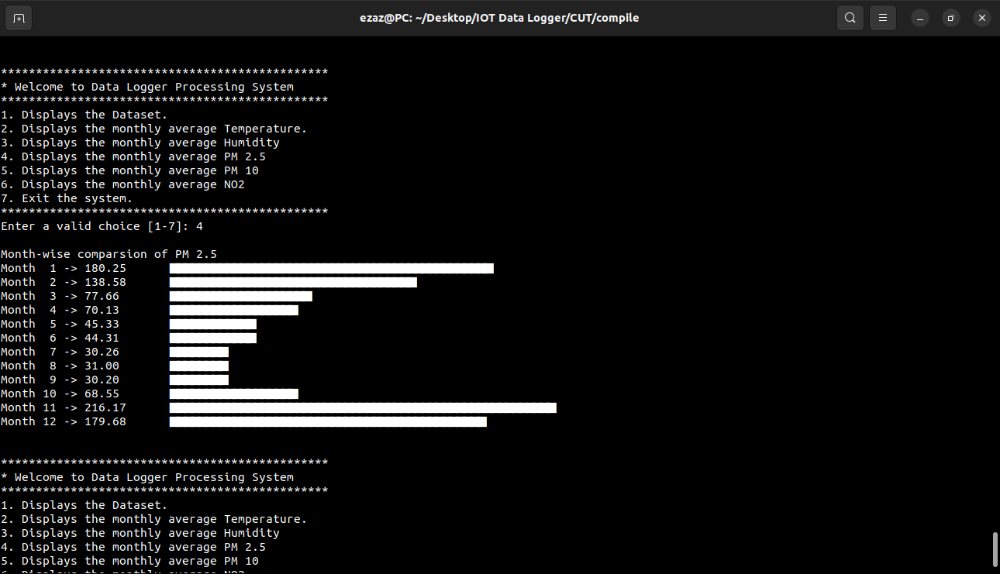 ezaz@PC: ~/Desktop/IOT Data Logger/CUT/compile
***********************************************
* Welcome to Data Logger Processing System
***********************************************
1. Displays the Dataset.
2. Displays the monthly average Temperature.
3. Displays the monthly average Humidity
4. Displays the monthly average PM 2.5
5. Displays the monthly average PM 10
6. Displays the monthly average NO2
7. Exit the system.
***********************************************
Enter a valid choice [1-7]: 4
Month-wise comparsion of PM 2.5
Month  1 -> 180.25
Month  2 -> 138.58
Month  3 -> 77.66
Month  4 -> 70.13
Month  5 -> 45.33
Month  6 -> 44.31
Month  7 -> 30.26
Month  8 -> 31.00
Month  9 -> 30.20
Month 10 -> 68.55
Month 11 -> 216.17
Month 12 -> 179.68
***********************************************
* Welcome to Data Logger Processing System
***********************************************
1. Displays the Dataset.
2. Displays the monthly average Temperature.
3. Displays the monthly average Humidity
4. Displays the monthly average PM 2.5
5. Displays the monthly average PM 10
6. Displays the monthly average NO2